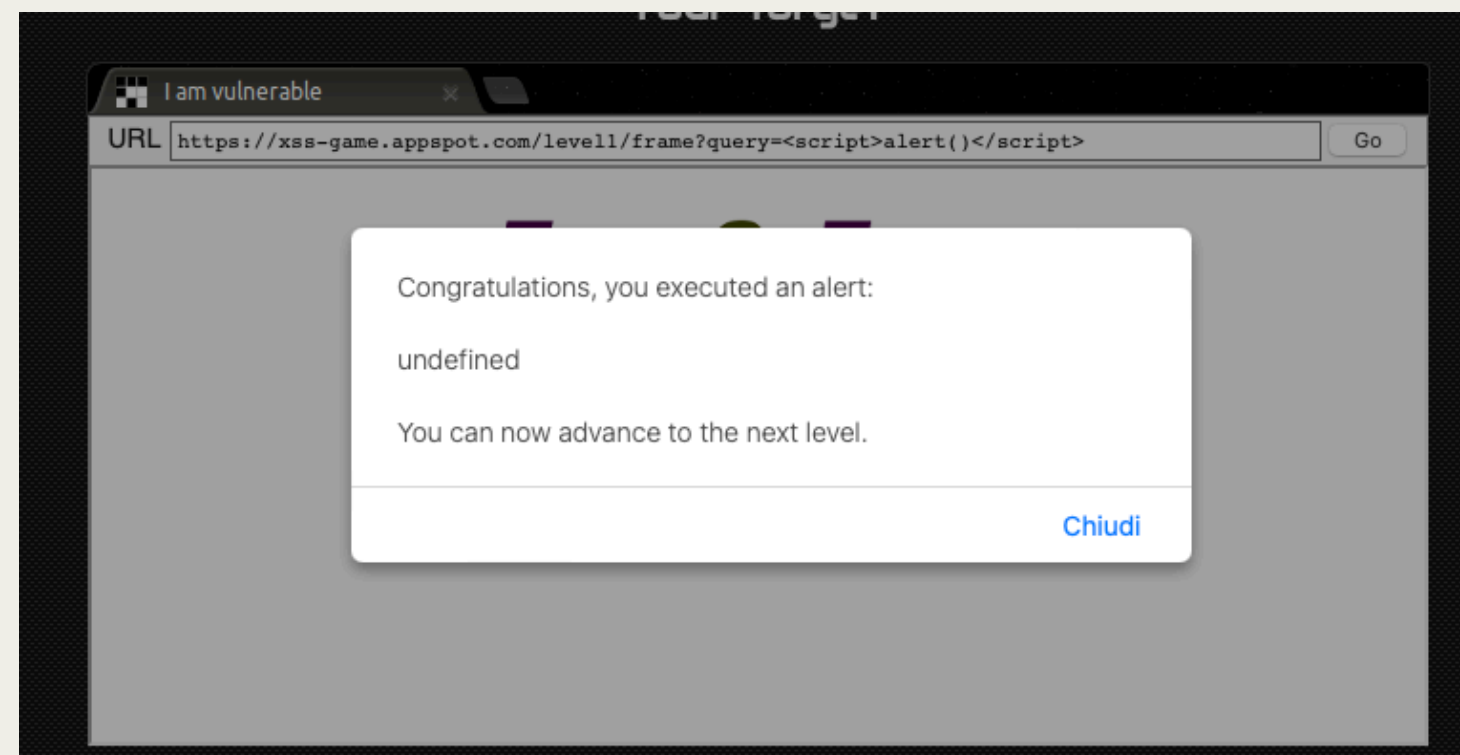 I am vulnerable
URL https://xss-game.appspot.com/level1/frame?query=<script>alert()</script> Go
Congratulations, you executed an alert:
undefined
You can now advance to the next level.
Chiudi